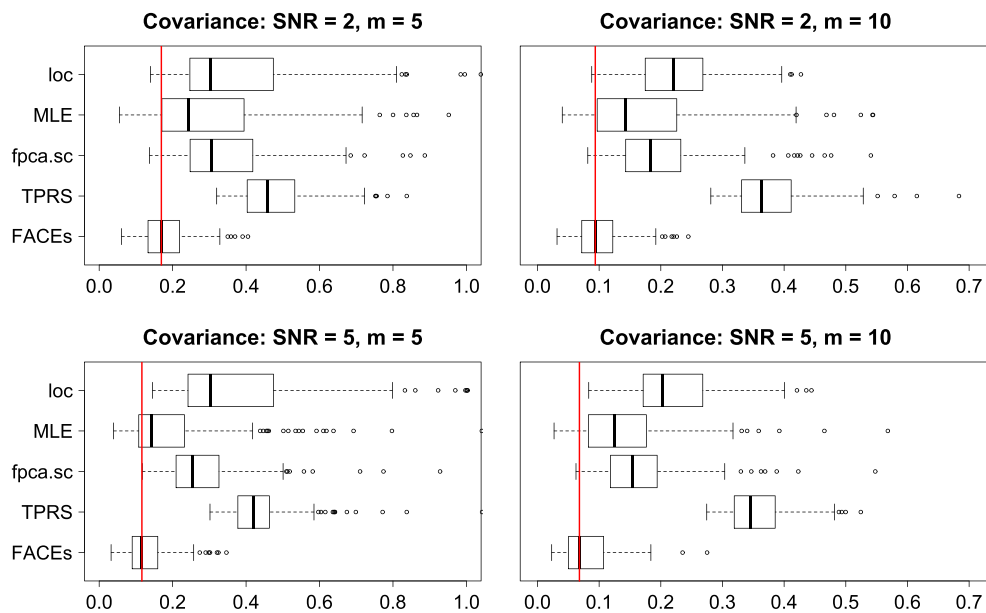 Covariance: SNR = 2, m = 5
loc
MLE
fpca.sc
TPRS
FACEs
0.0 0.2 0.4 0.6 0.8 1.0
Covariance: SNR = 2, m = 10
0.0 0.1 0.2 0.3 0.4 0.5 0.6 0.7
Covariance: SNR = 5, m = 5
loc
MLE
fpca.sc
TPRS
FACEs
0.0 0.2 0.4 0.6 0.8 1.0
Covariance: SNR = 5, m = 10
0.0 0.1 0.2 0.3 0.4 0.5 0.6 0.7